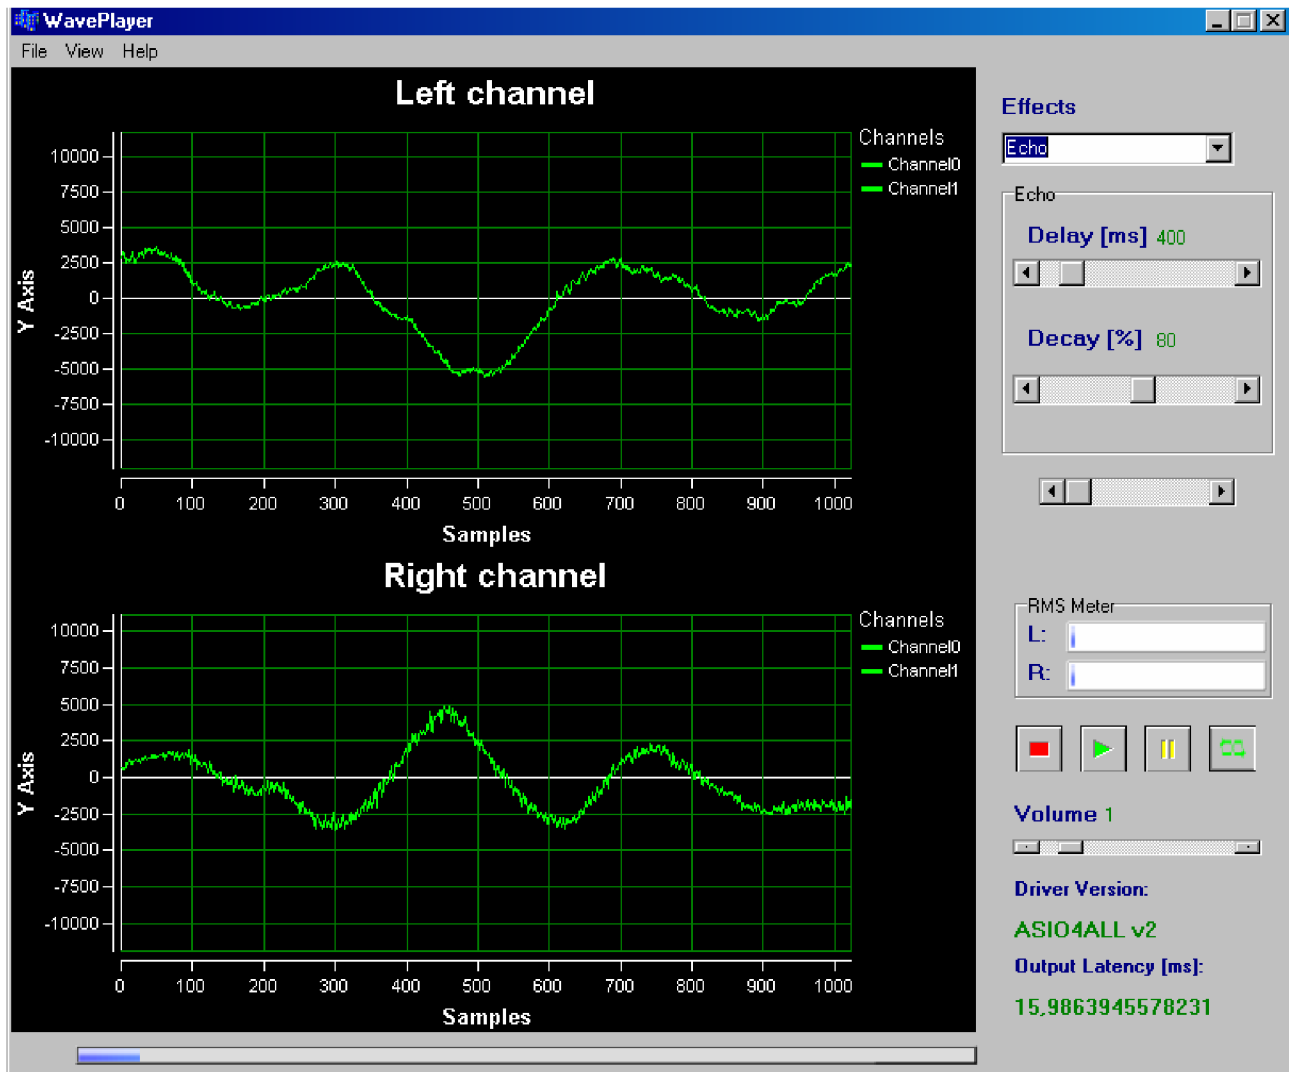 WavePlayer
File View Help
Left channel
Channels
Channel0
Channel1
10000
7500
5000
2500
0
-2500
-5000
-7500
-10000
Y Axis
0 100 200 300 400 500 600 700 800 900 1000
Samples
Right channel
Channels
Channel0
Channel1
10000
7500
5000
2500
0
-2500
-5000
-7500
-10000
Y Axis
0 100 200 300 400 500 600 700 800 900 1000
Samples
Effects
Echo
Echo
Delay [ms] 400
Decay [%] 80
RMS Meter
L:
R:
Volume 1
Driver Version:
ASIO4ALL v2
Output Latency [ms]:
15,9863945578231